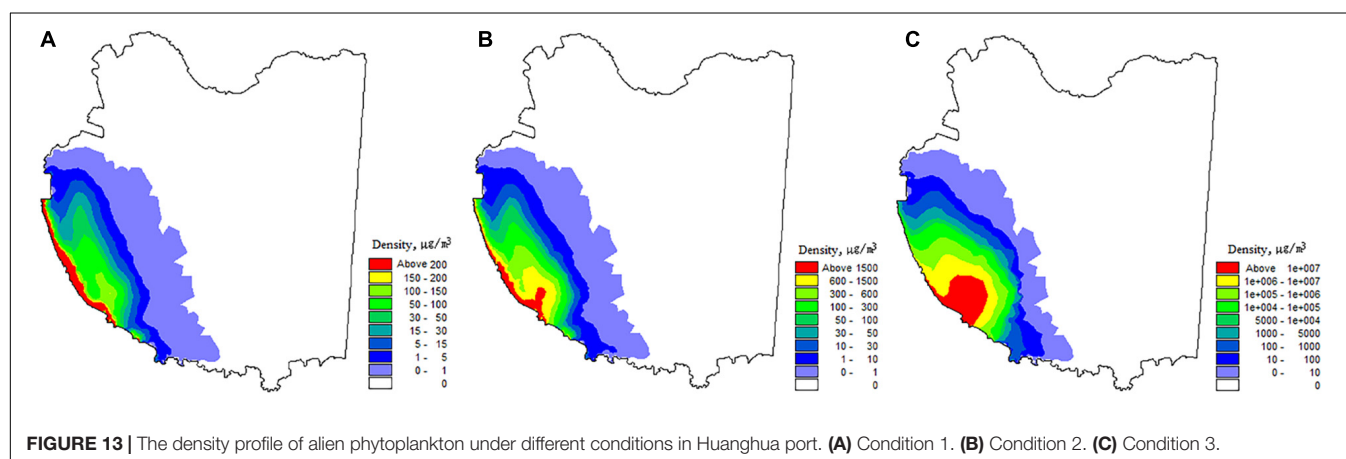 A
B
C
Density, µg/m³
Above 200
150 - 200
100 - 150
50 - 100
30 - 50
15 - 30
5 - 15
1 - 5
0 - 1
0
Density, µg/m³
Above 1500
600 - 1500
300 - 600
100 - 300
50 - 100
30 - 50
10 - 30
1 - 10
0 - 1
0
Density, µg/m³
Above 1e+007
1e+006 - 1e+007
1e+005 - 1e+006
1e+004 - 1e+005
5000 - 1e+004
1000 - 5000
100 - 1000
10 - 100
0 - 10
0
FIGURE 13 | The density profile of alien phytoplankton under different conditions in Huanghua port. (A) Condition 1. (B) Condition 2. (C) Condition 3.